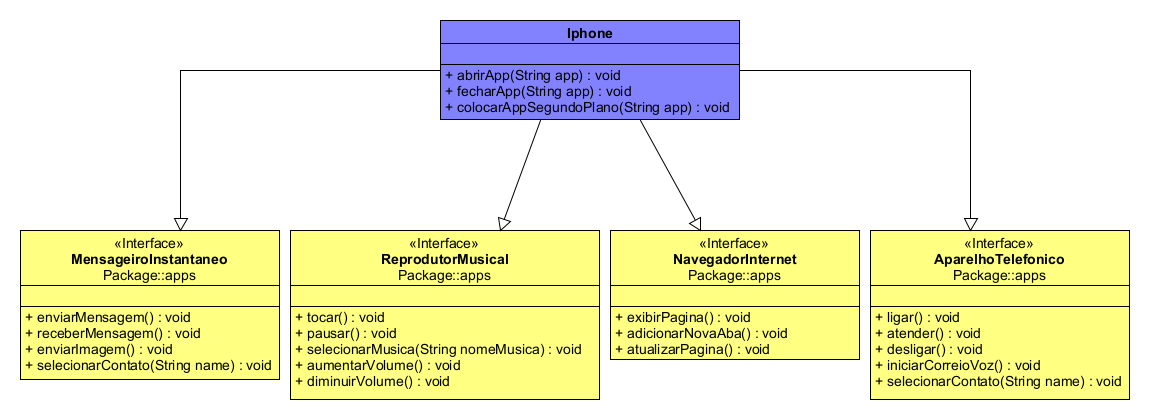 Iphone
+ abrirApp(String app) : void
+ fecharApp(String app) : void
+ colocarAppSegundoPlano(String app) : void
«Interface»
MensageiroInstantaneo
Package::apps
+ enviarMensagem() : void
+ receberMensagem() : void
+ enviarImagem() : void
+ selecionarContato(String name) : void
«Interface»
ReprodutorMusical
Package::apps
+ tocar() : void
+ pausar() : void
+ selecionarMusica(String nomeMusica) : void
+ aumentarVolume() : void
+ diminuirVolume() : void
«Interface»
NavegadorInternet
Package::apps
+ exibirPagina() : void
+ adicionarNovaAba() : void
+ atualizarPagina() : void
«Interface»
AparelhoTelefonico
Package::apps
+ ligar() : void
+ atender() : void
+ desligar() : void
+ iniciarCorreioVoz() : void
+ selecionarContato(String name) : void